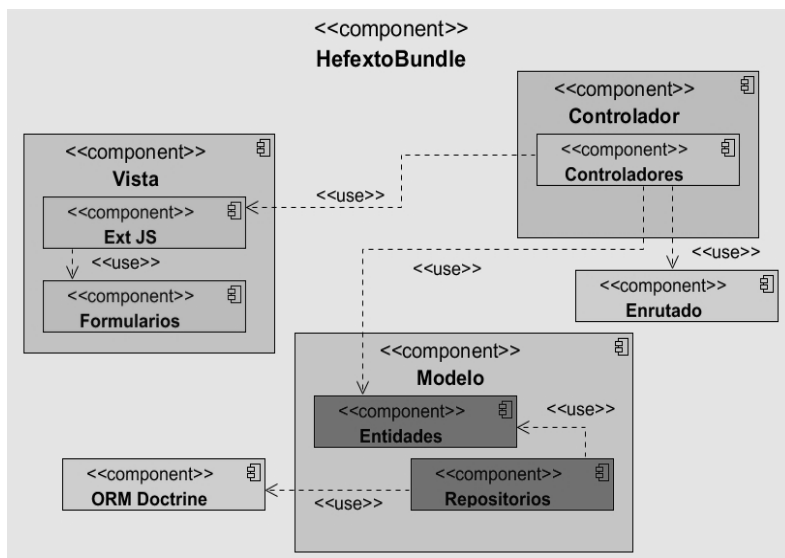 <<component>>
HefextoBundle
<<component>>
Controlador
<<component>>
Controladores
<<component>>
Vista
<<use>>
<<component>>
Ext JS
<<use>>
<<use>>
<<use>>
<<component>>
Enrutado
<<component>>
Formularios
<<component>>
Modelo
<<component>>
Entidades
<<use>>
<<component>>
ORM Doctrine
<<use>>
<<component>>
Repositorios